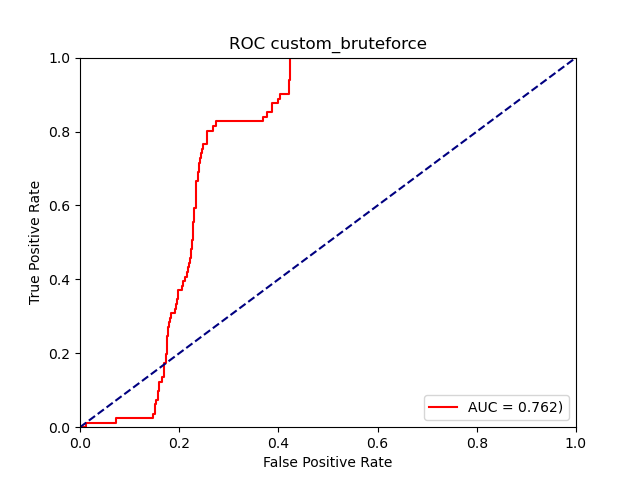 ROC custom_bruteforce
1.0
0.8
0.6
0.4
0.2
0.0
True Positive Rate
AUC = 0.762)
0.0 0.2 0.4 0.6 0.8 1.0
False Positive Rate